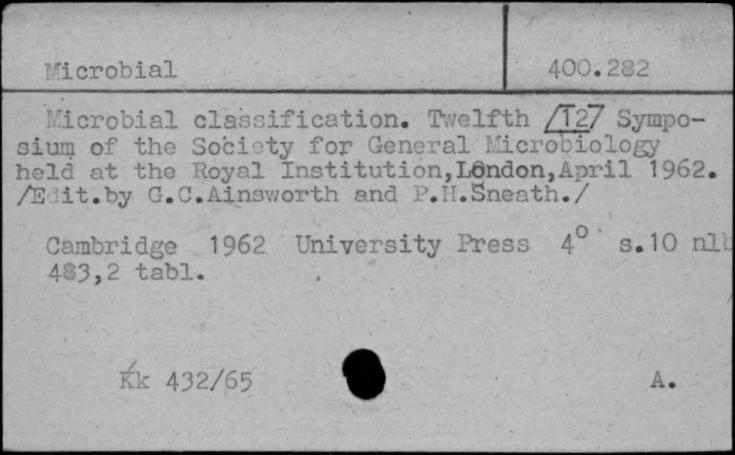 Microbial 400.282
Microbial classification. Twelfth /12/ Sympo-
sium of the Society for General Microbiology
held at the Royal Institution,London,April 1962.
/Edit.by G.C.Ainsworth and P.H.Sneath./
Cambridge 1962 University Press 4° s.10 nlb
483,2 tabl.
Kk 432/65 A.